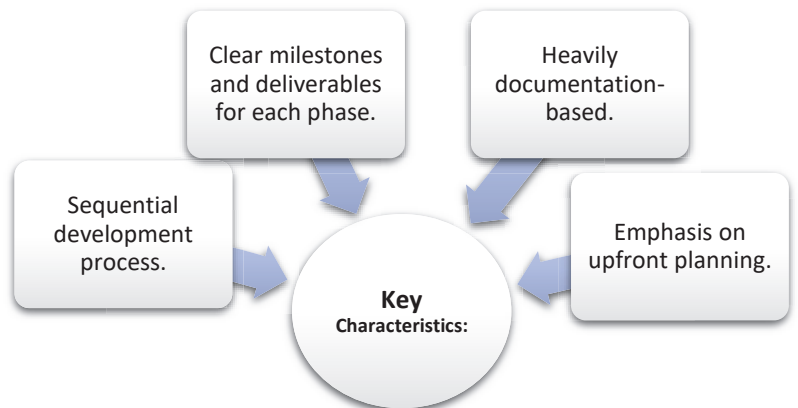 Clear milestones
and deliverables
for each phase.
Heavily
documentation-
based.
Sequential
development
process.
Emphasis on
upfront planning.
Key
Characteristics: